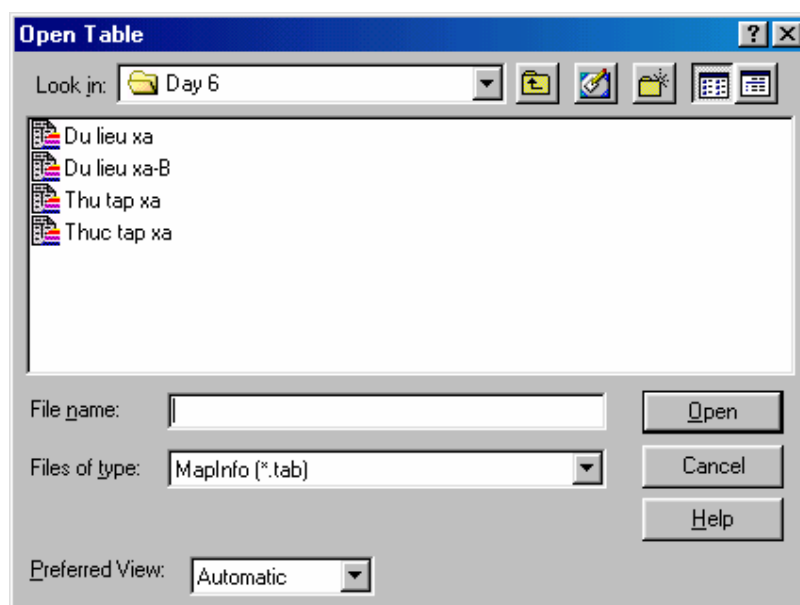 Open Table
Look in: Day 6
Du lieu xa
Du lieu xa-B
Thu tap xa
Thuc tap xa
File name: Open
Files of type: MapInfo (*.tab) Cancel
Help
Preferred View: Automatic